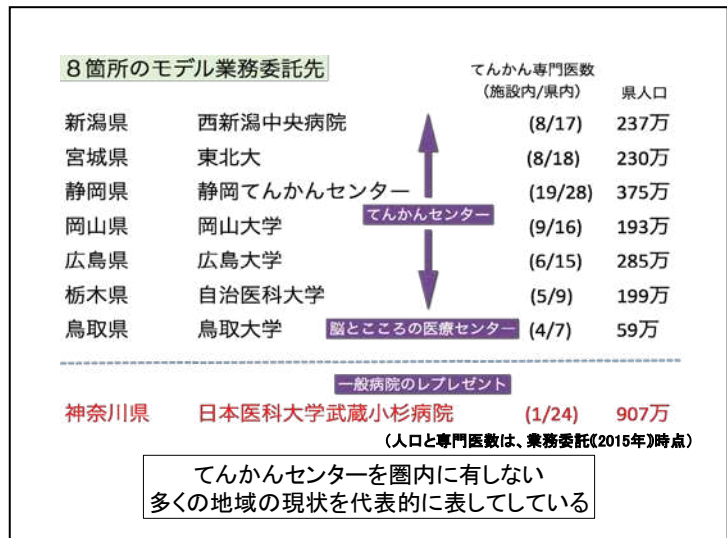 8箇所のモデル業務委託先
てんかん専門医数
(施設内/県内) 県人口
新潟県 西新潟中央病院 (8/17) 237万
宮城県 東北大 (8/18) 230万
静岡県 静岡てんかんセンター (19/28) 375万
てんかんセンター
岡山県 岡山大学 (9/16) 193万
広島県 広島大学 (6/15) 285万
栃木県 自治医科大学 (5/9) 199万
鳥取県 鳥取大学 脳とこころの医療センター (4/7) 59万
一般病院のレプレゼント
神奈川県 日本医科大学武蔵小杉病院 (1/24) 907万
(人口と専門医数は、業務委託((2015年))時点)
てんかんセンターを圏内に有しない
多くの地域の現状を代表的に表してしている